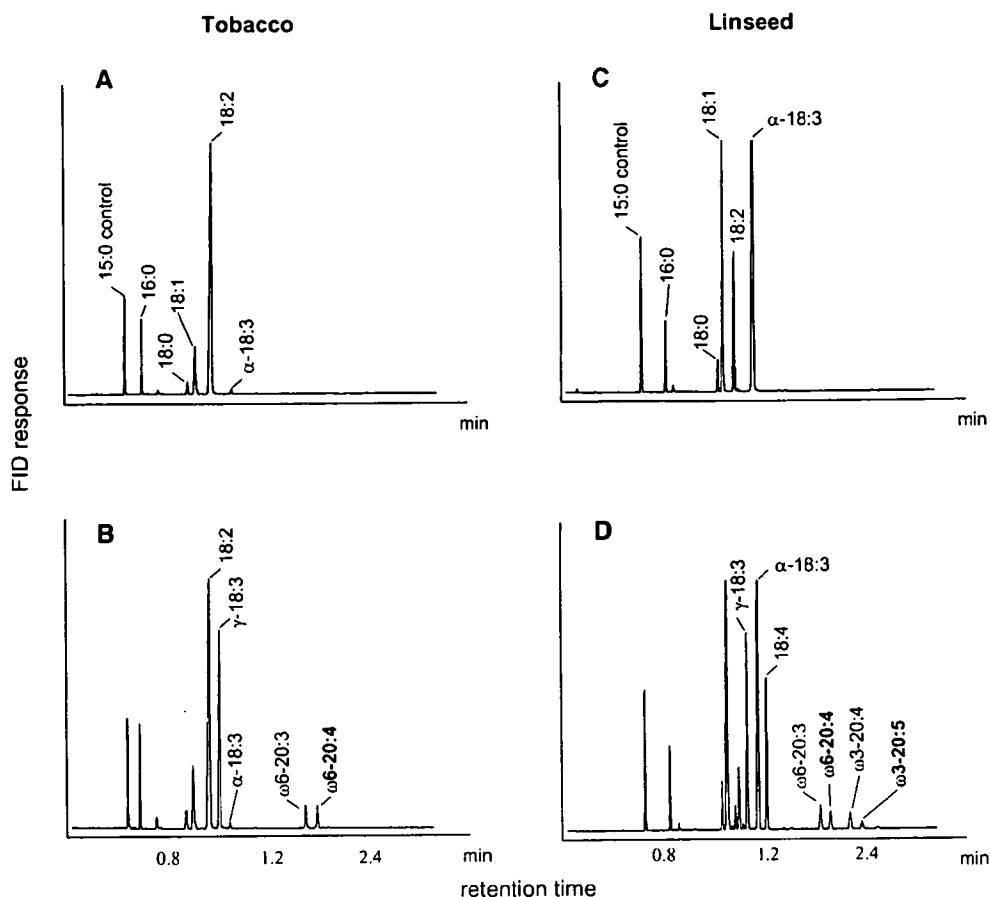 Tobacco
Linseed
A
15:0 control
16:0
18:0
18:1
18:2
α-18:3
min
C
15:0 control
16:0
18:0
18:1
18:2
α-18:3
min
FID response
B
18:2
γ-18:3
α-18:3
ω6-20:3
ω6-20:4
0.8
1.2
2.4
min
D
γ-18:3
α-18:3
18:4
ω6-20:3
ω6-20:4
ω3-20:4
ω3-20:5
0.8
1.2
2.4
min
retention time